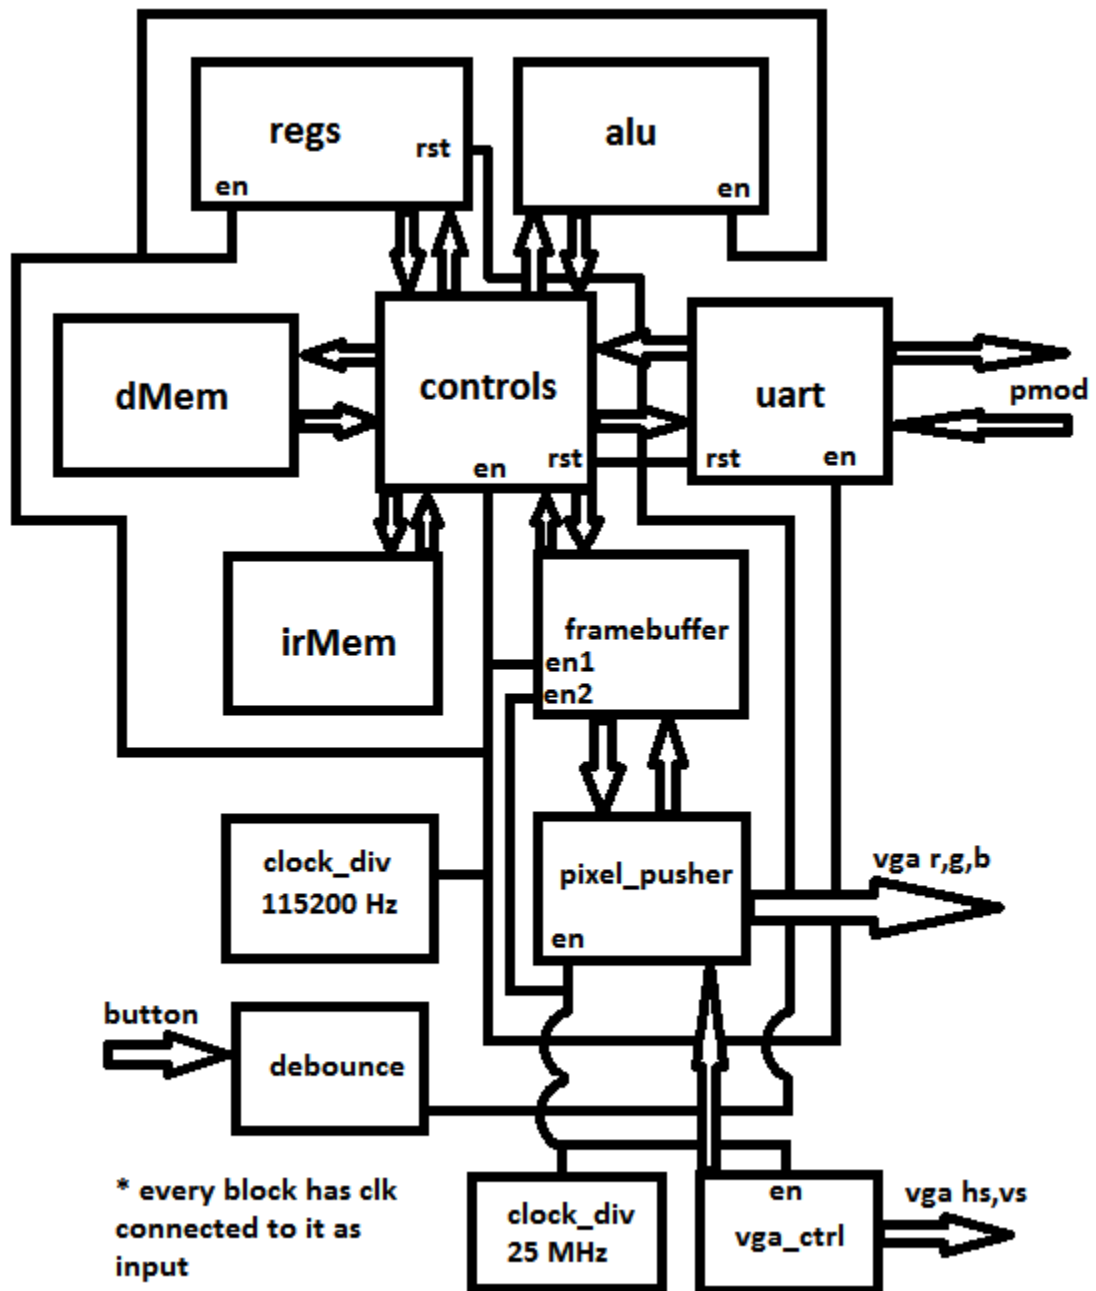 regs
rst
en
alu
en
dMem
controls
en
rst
uart
rst
en
pmod
irMem
framebuffer
en1
en2
clock_div
115200 Hz
pixel_pusher
en
vga r,g,b
button
debounce
* every block has clk
connected to it as
input
clock_div
25 MHz
en
vga_ctrl
vga hs,vs